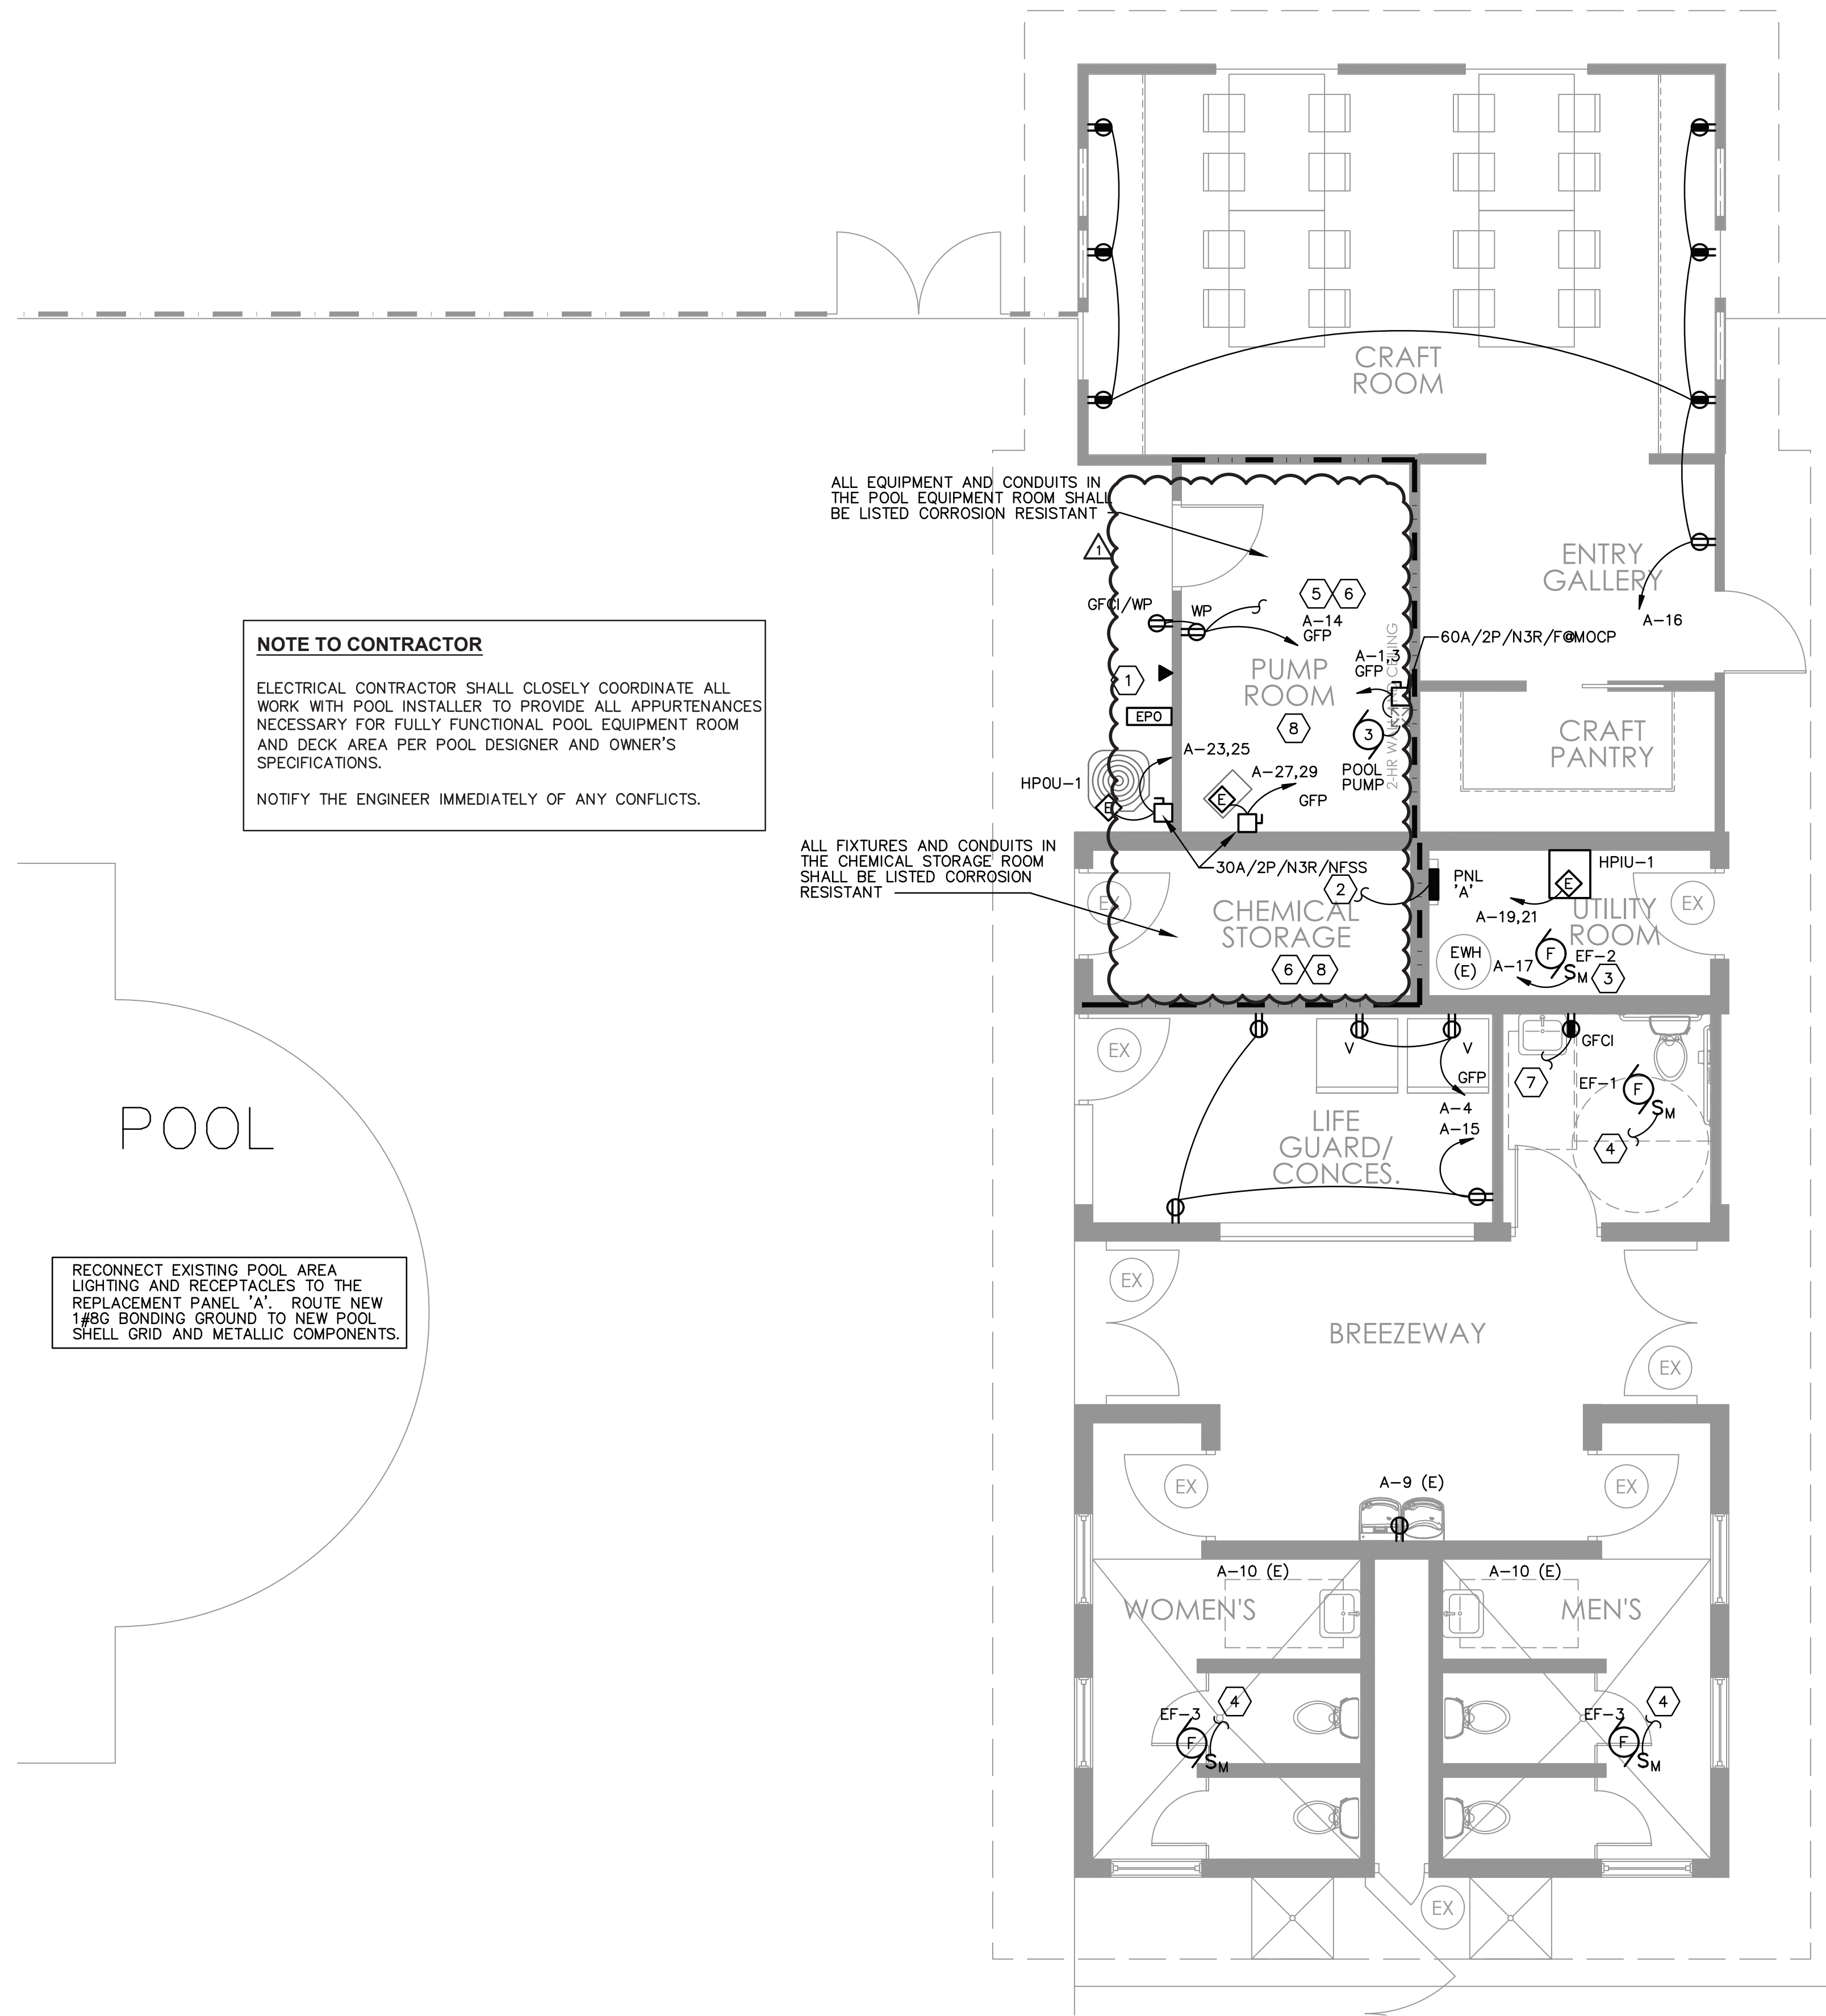 CRAFT
ROOM
ALL EQUIPMENT AND CONDUITS IN
THE POOL EQUIPMENT ROOM SHALL
BE LISTED CORROSION RESISTANT
1
ENTRY
GALLERY
A-16
5
6
A-14
GFP
GFCI/WP
WP
60A/2P/N3R/F@MOCP
A-1,3
GFP
2-HR WALL AND CEILING
PUMP
ROOM
1
EPO
8
3
POOL
PUMP
CRAFT
PANTRY
NOTE TO CONTRACTOR
ELECTRICAL CONTRACTOR SHALL CLOSELY COORDINATE ALL
WORK WITH POOL INSTALLER TO PROVIDE ALL APPURTENANCES
NECESSARY FOR FULLY FUNCTIONAL POOL EQUIPMENT ROOM
AND DECK AREA PER POOL DESIGNER AND OWNER'S
SPECIFICATIONS.
NOTIFY THE ENGINEER IMMEDIATELY OF ANY CONFLICTS.
A-23,25
HPOU-1
E
A-27,29
E
GFP
ALL FIXTURES AND CONDUITS IN
THE CHEMICAL STORAGE ROOM
SHALL BE LISTED CORROSION
RESISTANT
30A/2P/N3R/NFSS
2
PNL
'A'
HPIU-1
E
A-19,21
UTILITY
ROOM
EX
EX
CHEMICAL
STORAGE
6
8
EWH
(E)
A-17
F
EF-2
SM
3
EX
V
V
GFP
A-4
A-15
LIFE
GUARD/
CONCES.
GFCI
7
EF-1
F
SM
4
POOL
RECONNECT EXISTING POOL AREA
LIGHTING AND RECEPTACLES TO THE
REPLACEMENT PANEL 'A'. ROUTE NEW
1#8G BONDING GROUND TO NEW POOL
SHELL GRID AND METALLIC COMPONENTS.
EX
BREEZEWAY
EX
EX
A-9 (E)
EX
A-10 (E)
A-10 (E)
WOMEN'S
MEN'S
4
EF-3
F
SM
4
EF-3
F
SM
EX